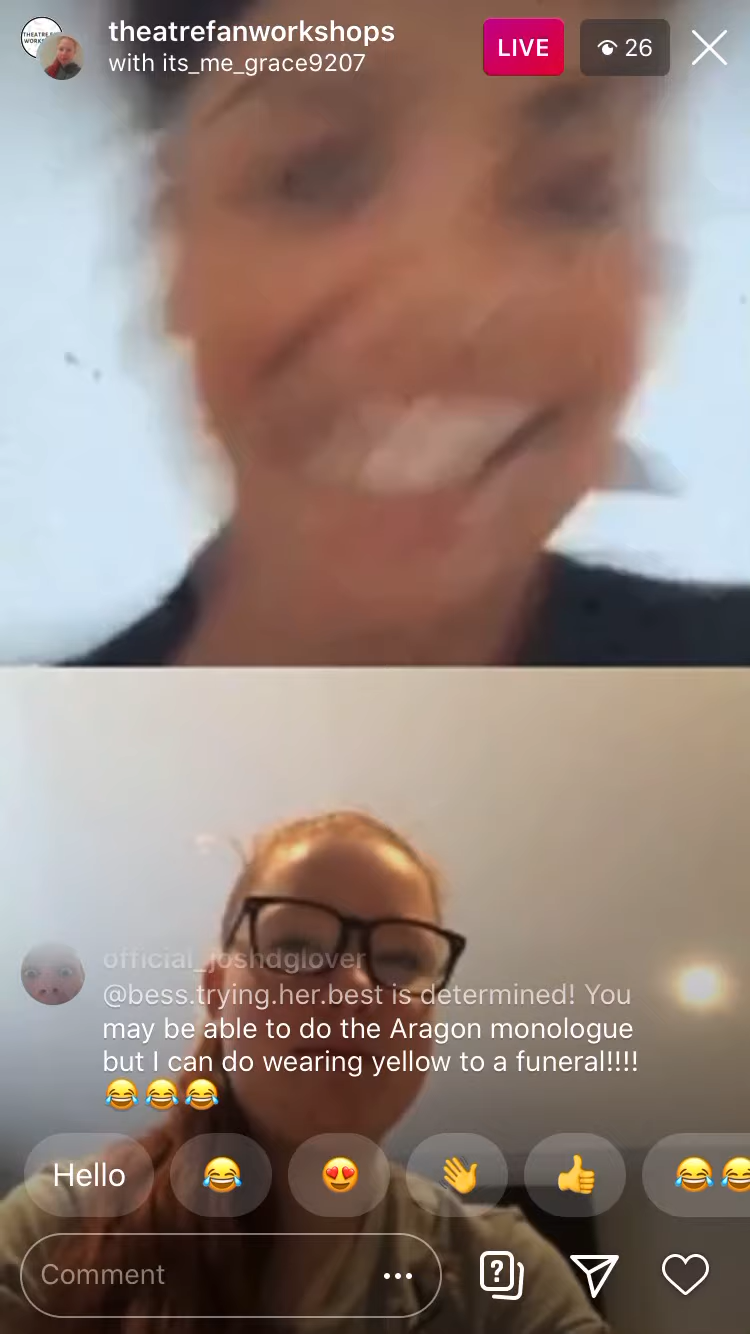 theatrefanworkshops
with its_me_grace9207
LIVE
26
official_joshdglover
@bess.trying.her.best is determined! You
may be able to do the Aragon monologue
but I can do wearing yellow to a funeral!!!!
😂😂😂
Hello
Comment